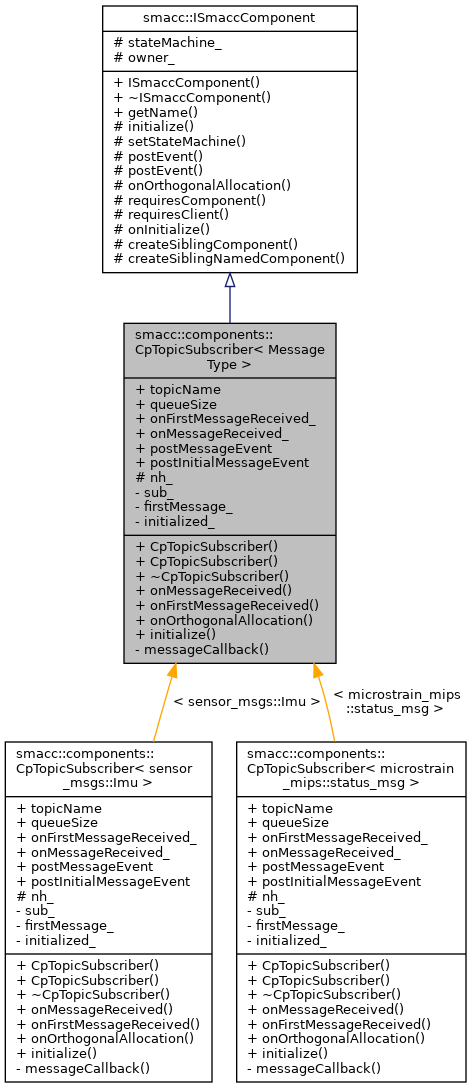 smacc::ISmaccComponent
# stateMachine_
# owner_
+ ISmaccComponent()
+ ~ISmaccComponent()
+ getName()
# initialize()
# setStateMachine()
# postEvent()
# postEvent()
# onOrthogonalAllocation()
# requiresComponent()
# requiresClient()
# onInitialize()
# createSiblingComponent()
# createSiblingNamedComponent()
smacc::components::
CpTopicSubscriber< Message
Type >
+ topicName
+ queueSize
+ onFirstMessageReceived_
+ onMessageReceived_
+ postMessageEvent
+ postInitialMessageEvent
# nh_
- sub_
- firstMessage_
- initialized_
+ CpTopicSubscriber()
+ CpTopicSubscriber()
+ ~CpTopicSubscriber()
+ onMessageReceived()
+ onFirstMessageReceived()
+ onOrthogonalAllocation()
+ initialize()
- messageCallback()
< sensor_msgs::Imu >
< microstrain_mips
::status_msg >
smacc::components::
CpTopicSubscriber< sensor
_msgs::Imu >
+ topicName
+ queueSize
+ onFirstMessageReceived_
+ onMessageReceived_
+ postMessageEvent
+ postInitialMessageEvent
# nh_
- sub_
- firstMessage_
- initialized_
+ CpTopicSubscriber()
+ CpTopicSubscriber()
+ ~CpTopicSubscriber()
+ onMessageReceived()
+ onFirstMessageReceived()
+ onOrthogonalAllocation()
+ initialize()
- messageCallback()
smacc::components::
CpTopicSubscriber< microstrain
_mips::status_msg >
+ topicName
+ queueSize
+ onFirstMessageReceived_
+ onMessageReceived_
+ postMessageEvent
+ postInitialMessageEvent
# nh_
- sub_
- firstMessage_
- initialized_
+ CpTopicSubscriber()
+ CpTopicSubscriber()
+ ~CpTopicSubscriber()
+ onMessageReceived()
+ onFirstMessageReceived()
+ onOrthogonalAllocation()
+ initialize()
- messageCallback()